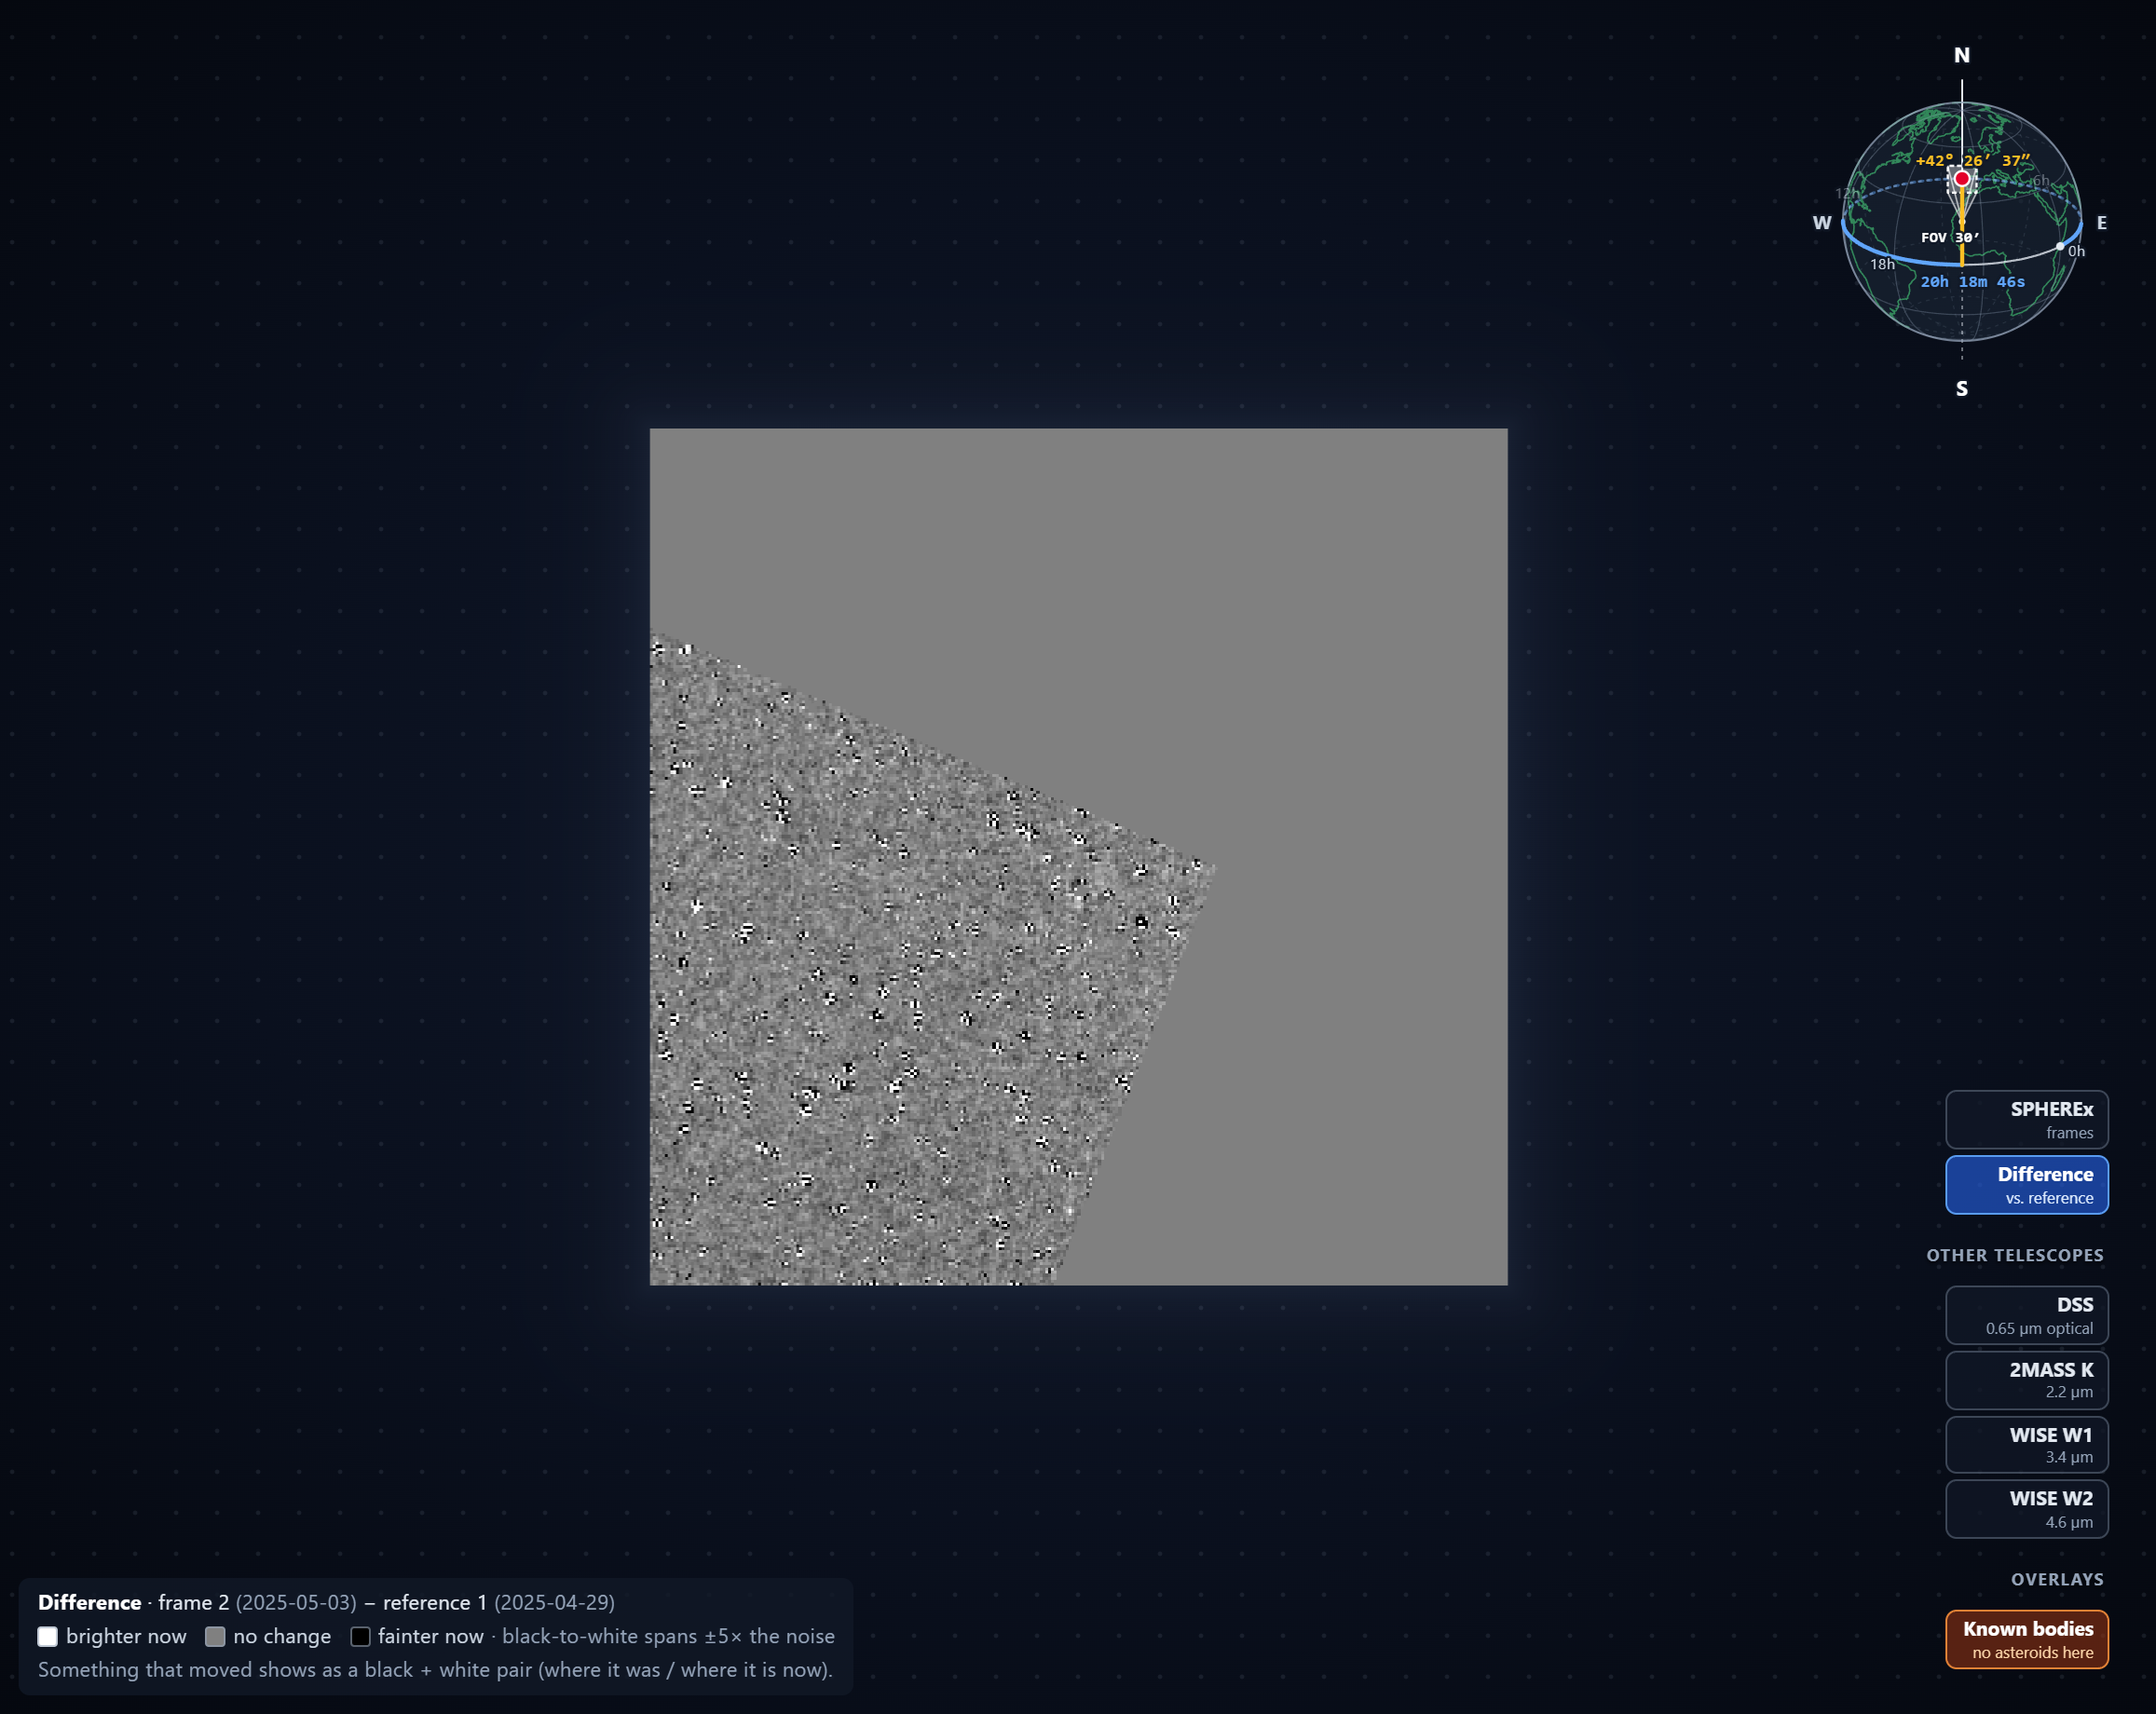 N
+42° 26′ 37″
12h
6h
W
E
FOV 30′
0h
18h
20h 18m 46s
S
SPHEREx
frames
Difference
vs. reference
OTHER TELESCOPES
DSS
0.65 µm optical
2MASS K
2.2 µm
WISE W1
3.4 µm
WISE W2
4.6 µm
OVERLAYS
Known bodies
no asteroids here
Difference · frame 2 (2025-05-03) − reference 1 (2025-04-29)
brighter now no change fainter now · black-to-white spans ±5× the noise
Something that moved shows as a black + white pair (where it was / where it is now).